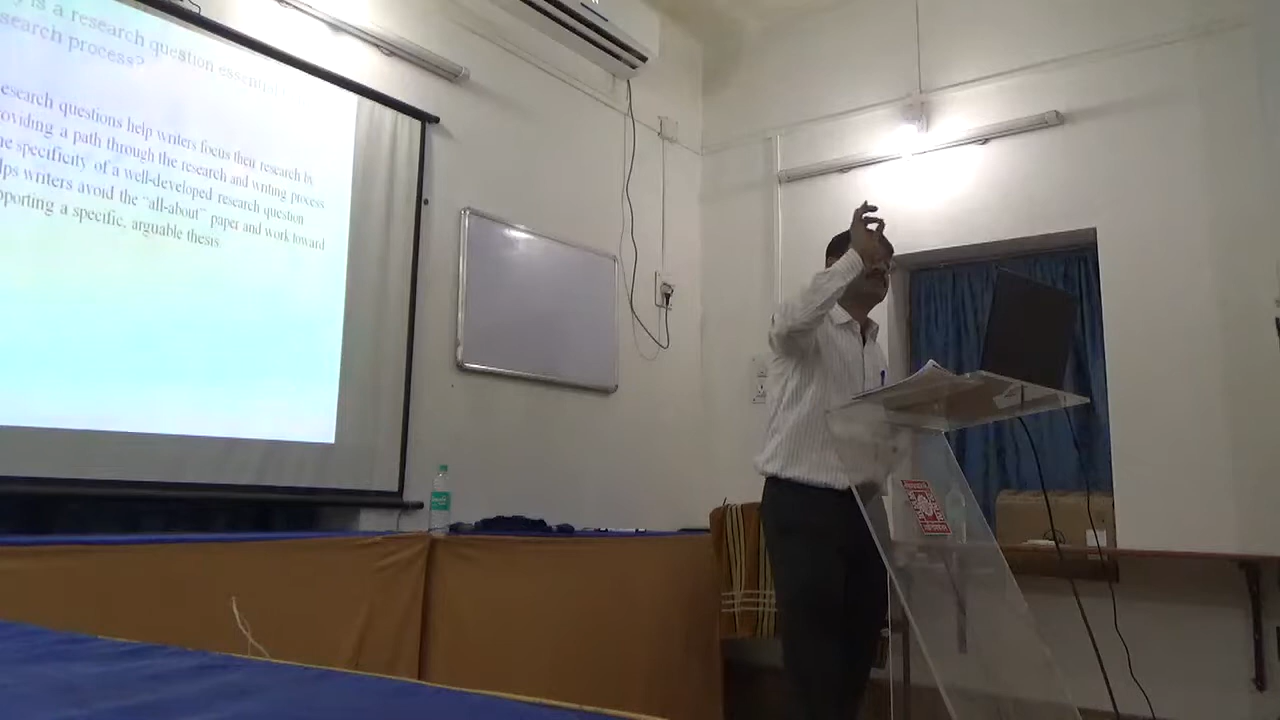 is a research question essential
search process?
esearch questions help writers focus their research by
roviding a path through the research and writing process
he specificity of a well-developed research question
lps writers avoid the "all-about" paper and work toward
pporting a specific, arguable thesis.